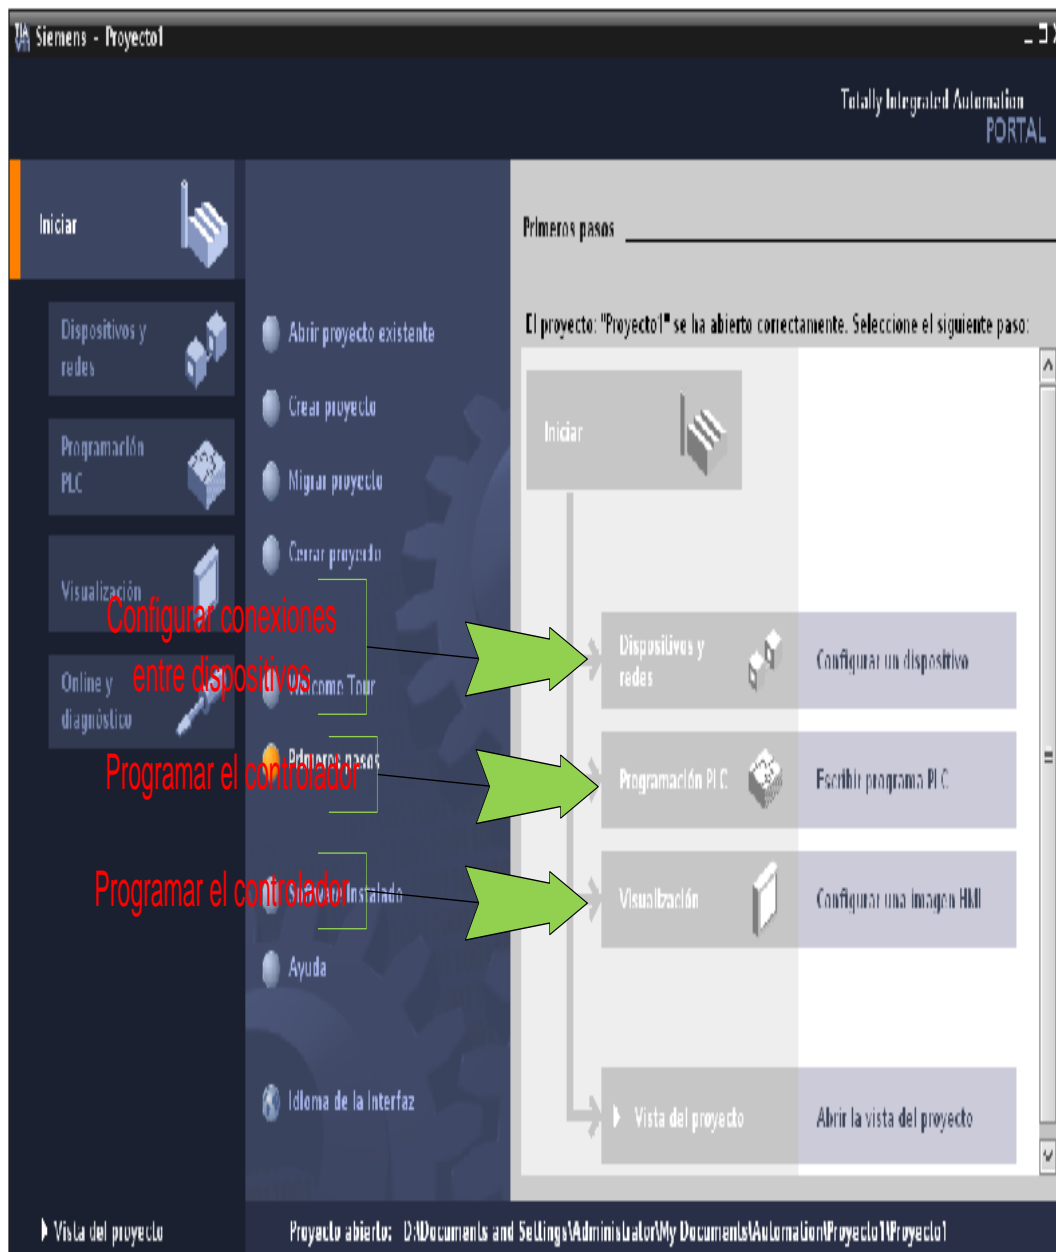 Siemens - Proyecto1
Totally Integrated Automation
PORTAL
Iniciar
Dispositivos y
redes
Programación
PLC
Visualización
Online y
diagnóstico
Abrir proyecto existente
Crear proyecto
Migrar proyecto
Cerrar proyecto
Welcome Tour
Primeros pasos
Software instalado
Ayuda
Idioma de la interfaz
Configurar conexiones
entre dispositivos
Programar el controlador
Programar el controlador
Primeros pasos
El proyecto: "Proyecto1" se ha abierto correctamente. Seleccione el siguiente paso:
Iniciar
Dispositivos y
redes
Configurar un dispositivo
Programación PLC
Escribir programa PLC
Visualización
Configurar una imagen HMI
Vista del proyecto
Abrir la vista del proyecto
Vista del proyecto
Proyecto abierto: D:\Documents and Settings\Administrator\My Documents\Automation\Proyecto1\Proyecto1